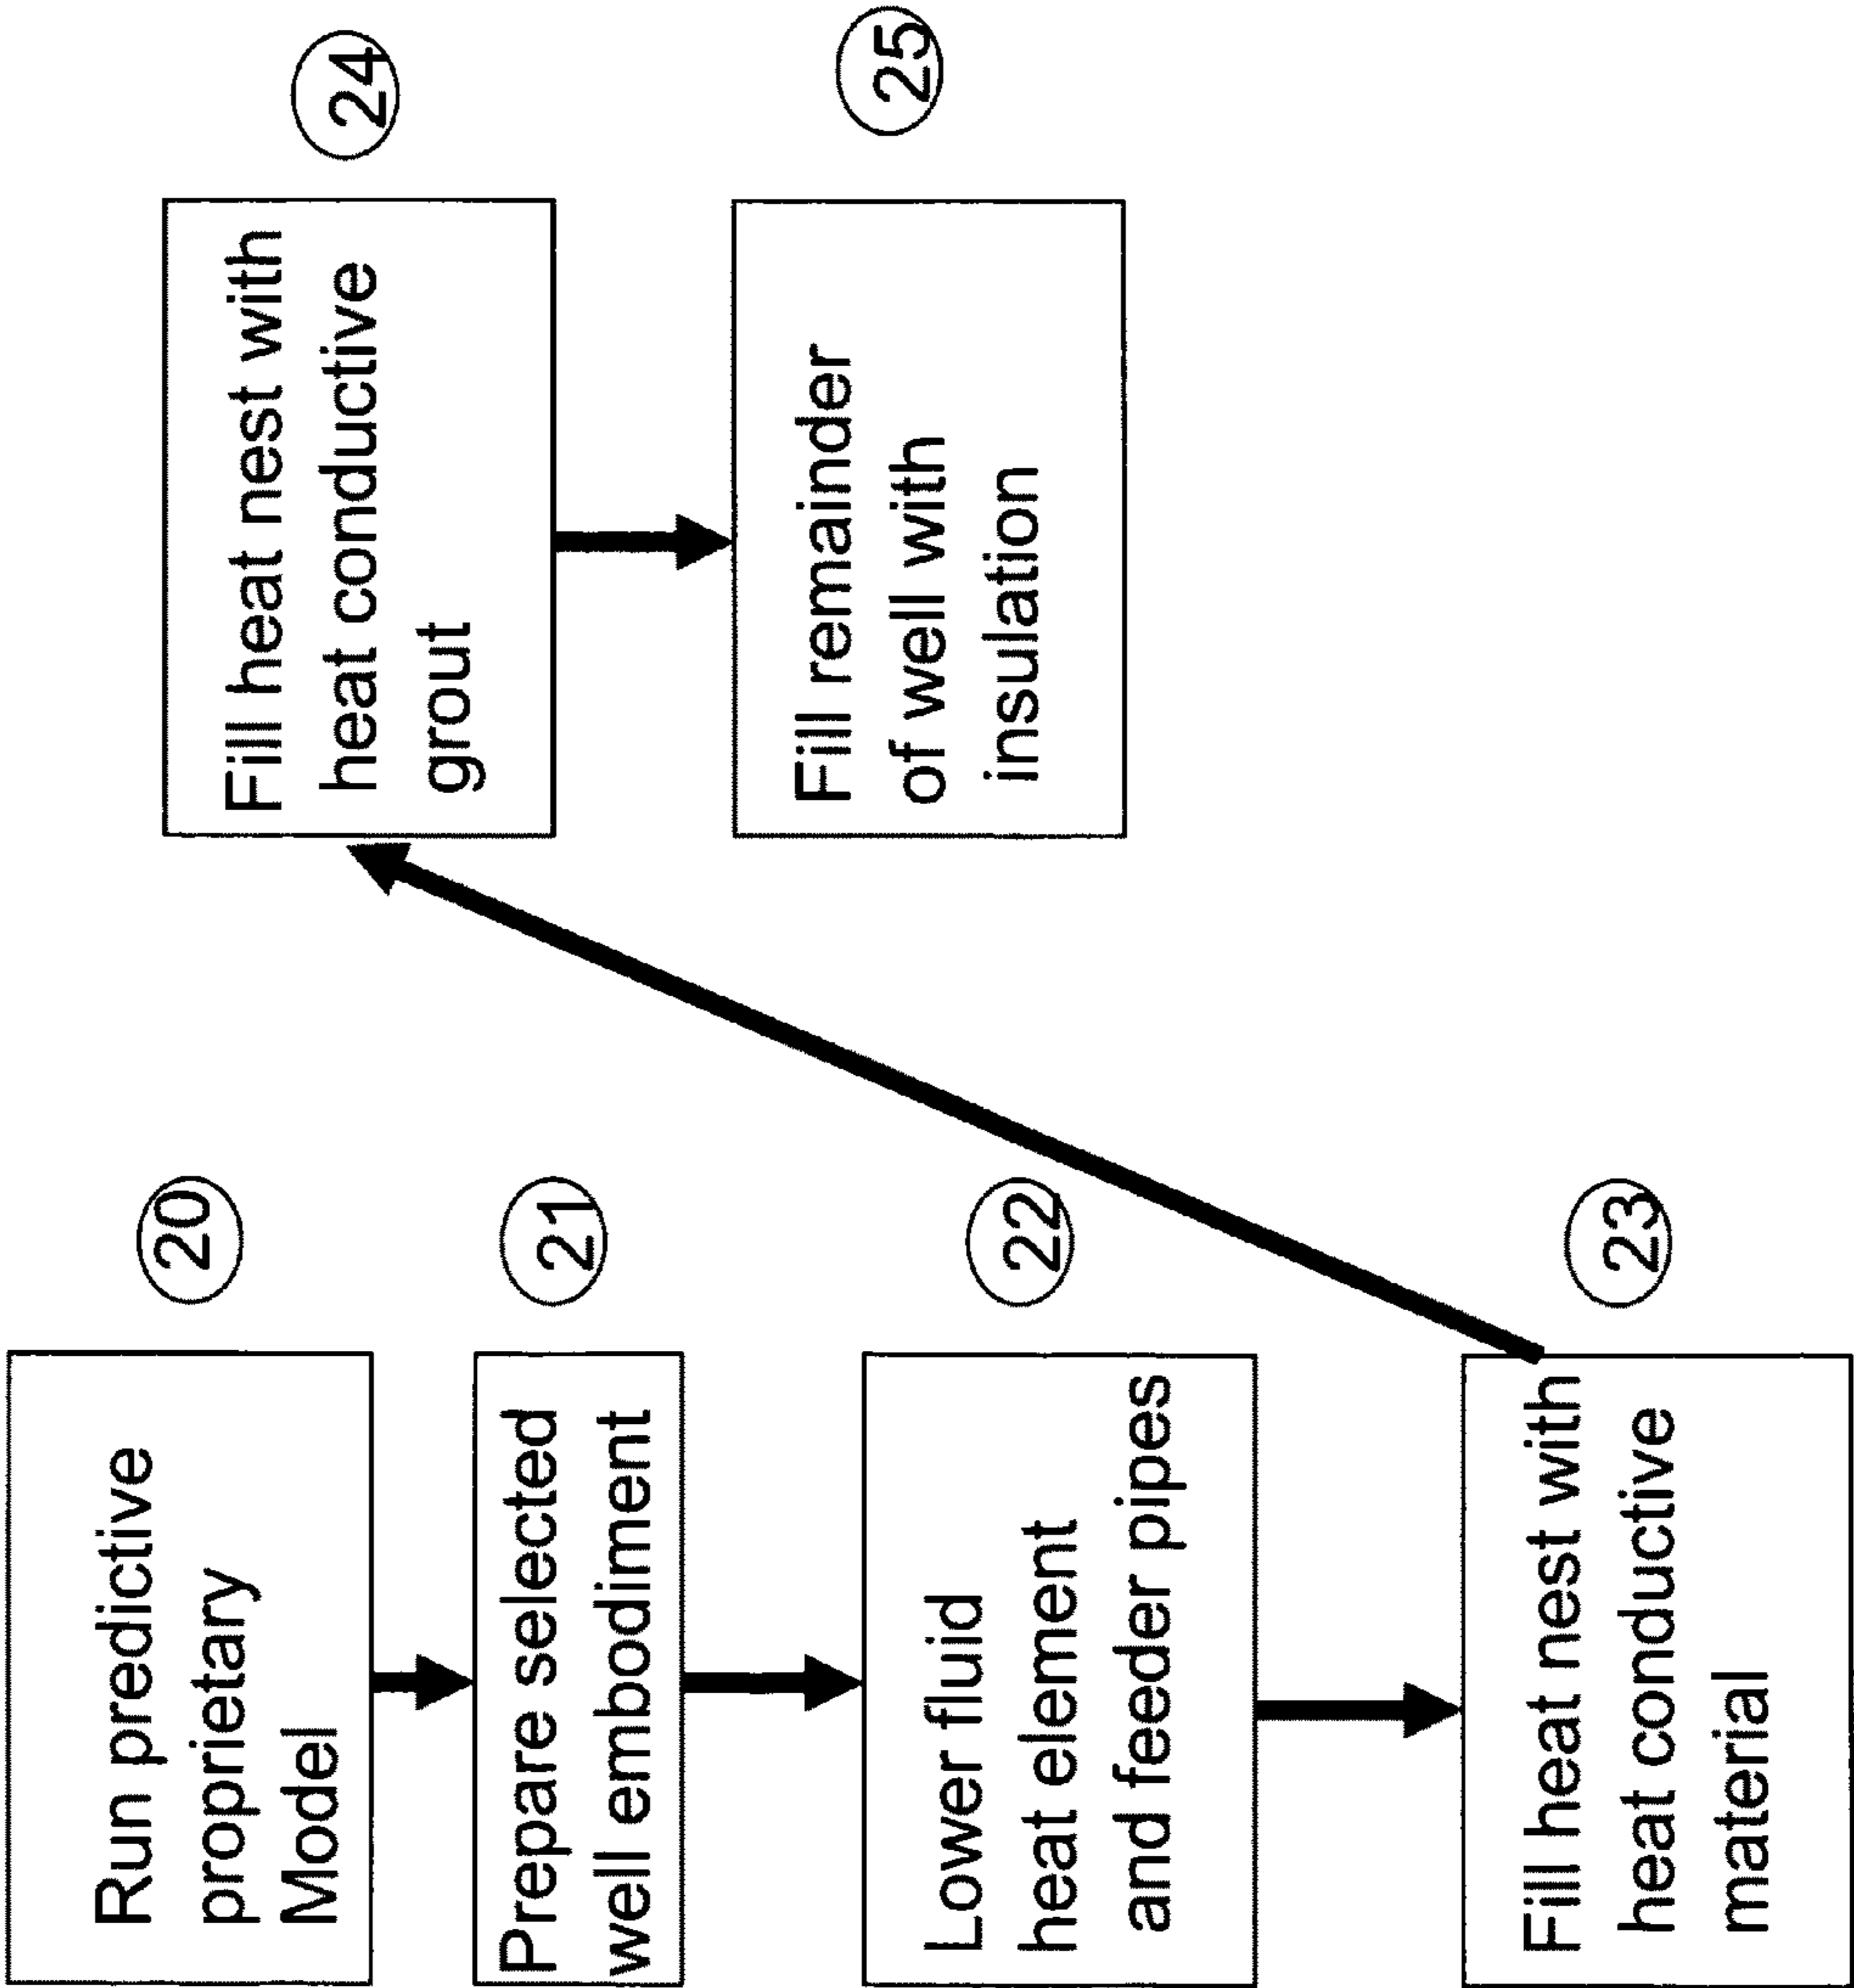 Run predictive
proprietary
Model
20
Prepare selected
well embodiment
21
Lower fluid
heat element
and feeder pipes
22
Fill heat nest with
heat conductive
material
23
Fill heat nest with
heat conductive
grout
24
Fill remainder
of well with
insulation
25